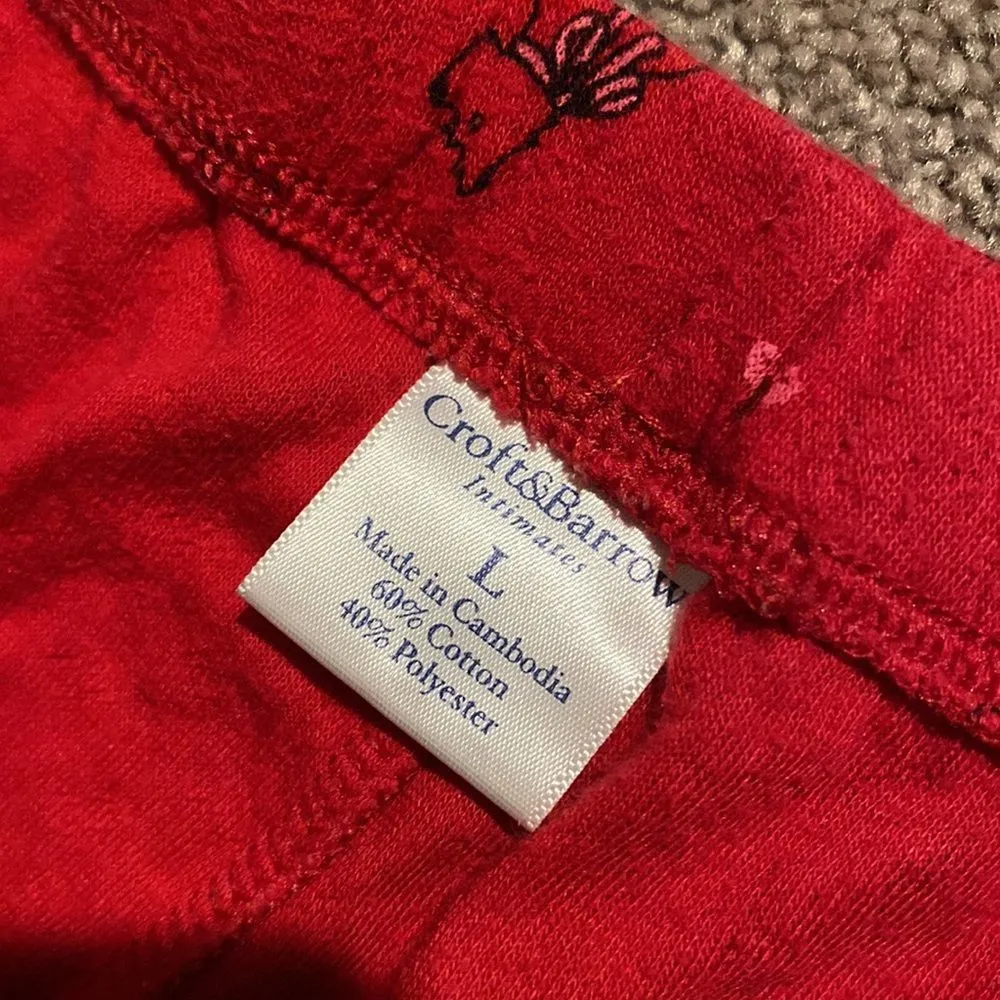 Croft&Barrow
Intimates
L
Made in Cambodia
60% Cotton
40% Polyester